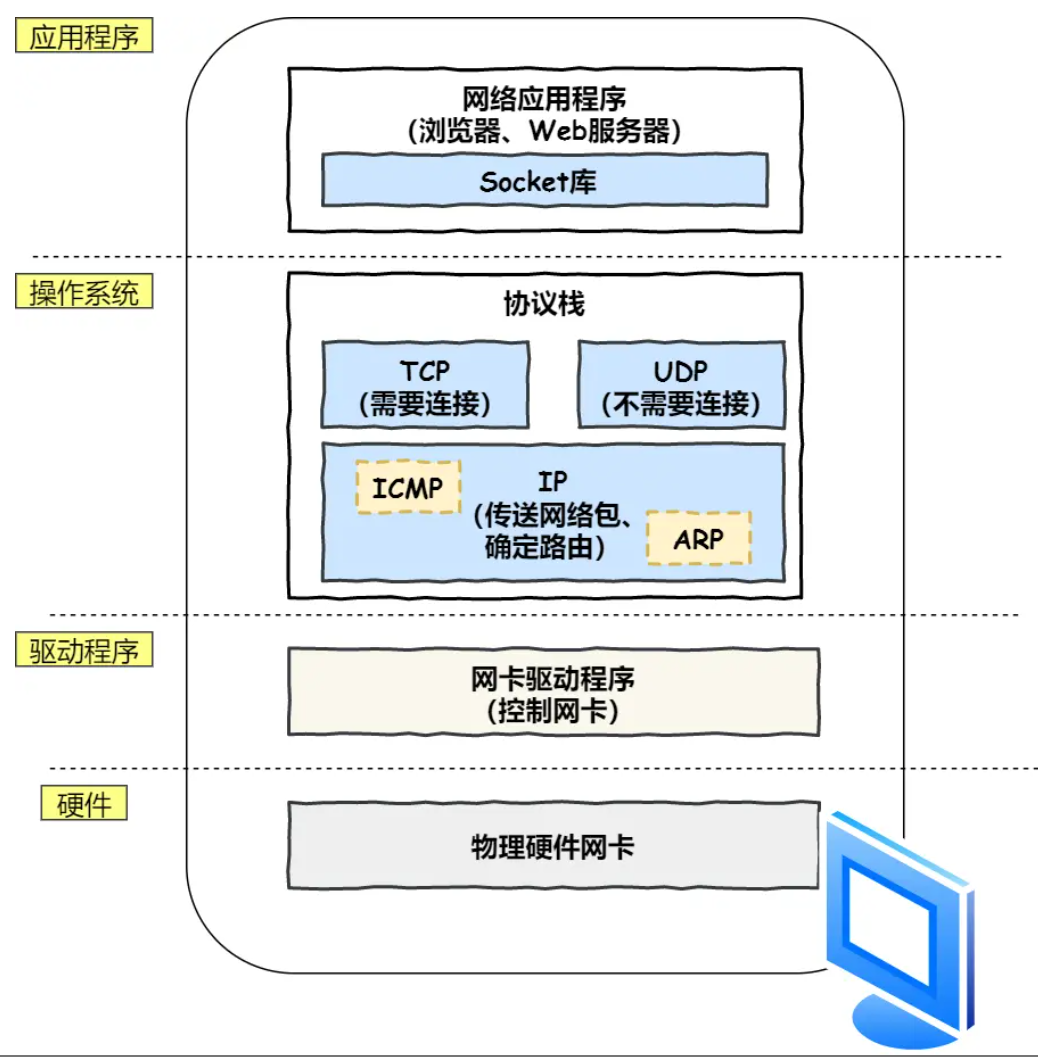 应用程序
网络应用程序
(浏览器、Web服务器)
Socket库
操作系统
协议栈
TCP
(需要连接)
UDP
(不需要连接)
ICMP
IP
(传送网络包、
确定路由)
ARP
驱动程序
网卡驱动程序
(控制网卡)
硬件
物理硬件网卡